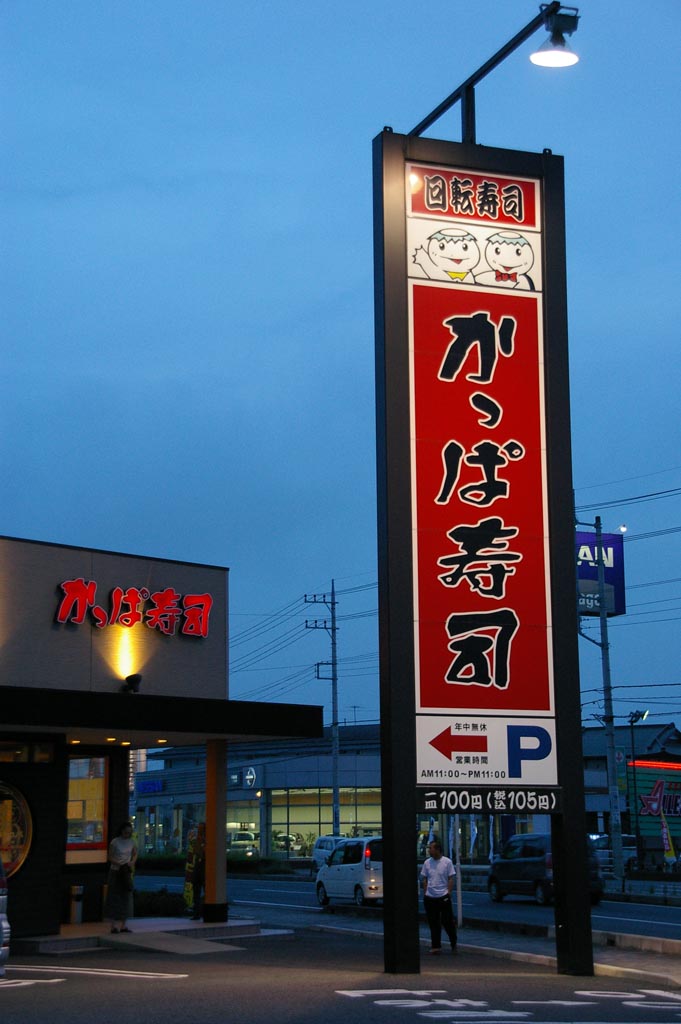 回転寿司
かっぱ寿司
年中無休
営業時間
AM11:00〜PM11:00
P
一皿100円(税込105円)
かっぱ寿司
AN